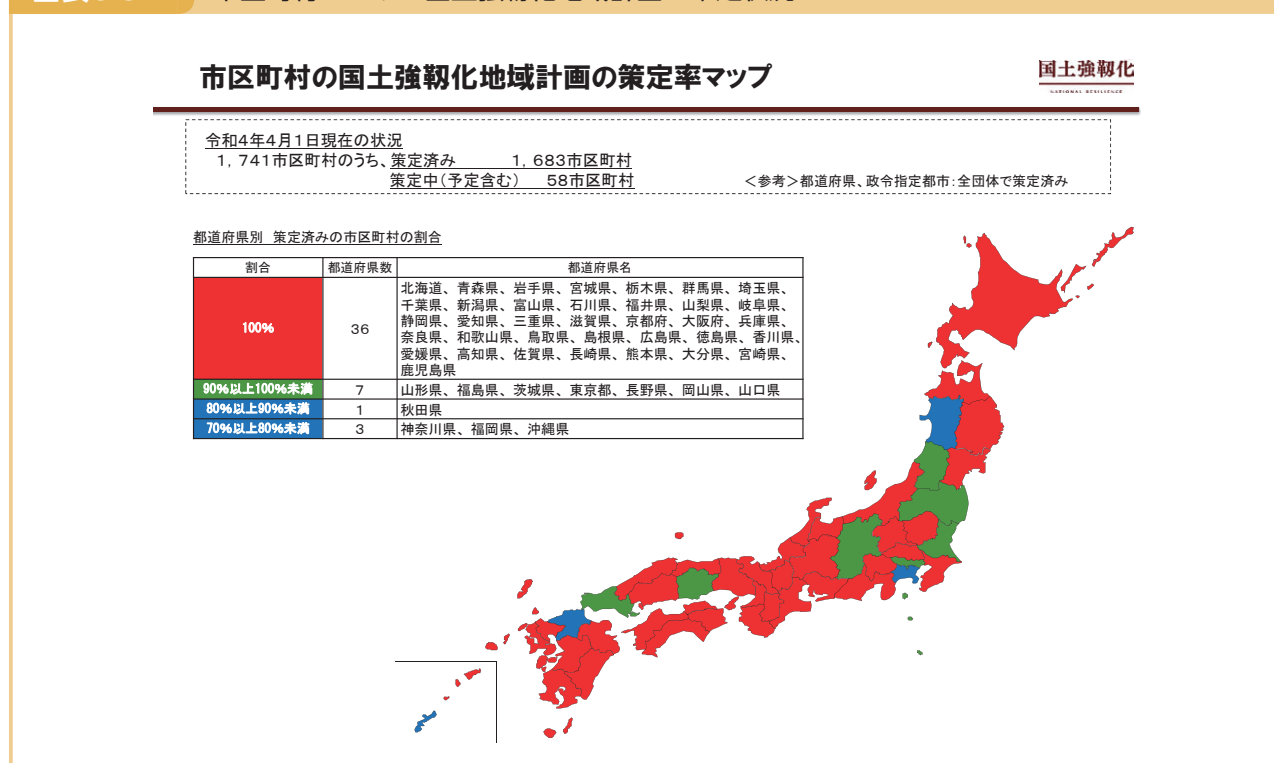 市区町村の国土強靱化地域計画の策定率マップ
国土強靱化
NATIONAL RESILIENCE
令和4年4月1日現在の状況
1,741市区町村のうち、策定済み 1,683市区町村
策定中(予定含む) 58市区町村
<参考>都道府県、政令指定都市:全団体で策定済み
都道府県別 策定済みの市区町村の割合
割合 都道府県数 都道府県名
100% 36
北海道、青森県、岩手県、宮城県、栃木県、群馬県、埼玉県、
千葉県、新潟県、富山県、石川県、福井県、山梨県、岐阜県、
静岡県、愛知県、三重県、滋賀県、京都府、大阪府、兵庫県、
奈良県、和歌山県、鳥取県、島根県、広島県、徳島県、香川県、
愛媛県、高知県、佐賀県、長崎県、熊本県、大分県、宮崎県、
鹿児島県
90%以上100%未満 7 山形県、福島県、茨城県、東京都、長野県、岡山県、山口県
80%以上90%未満 1 秋田県
70%以上80%未満 3 神奈川県、福岡県、沖縄県